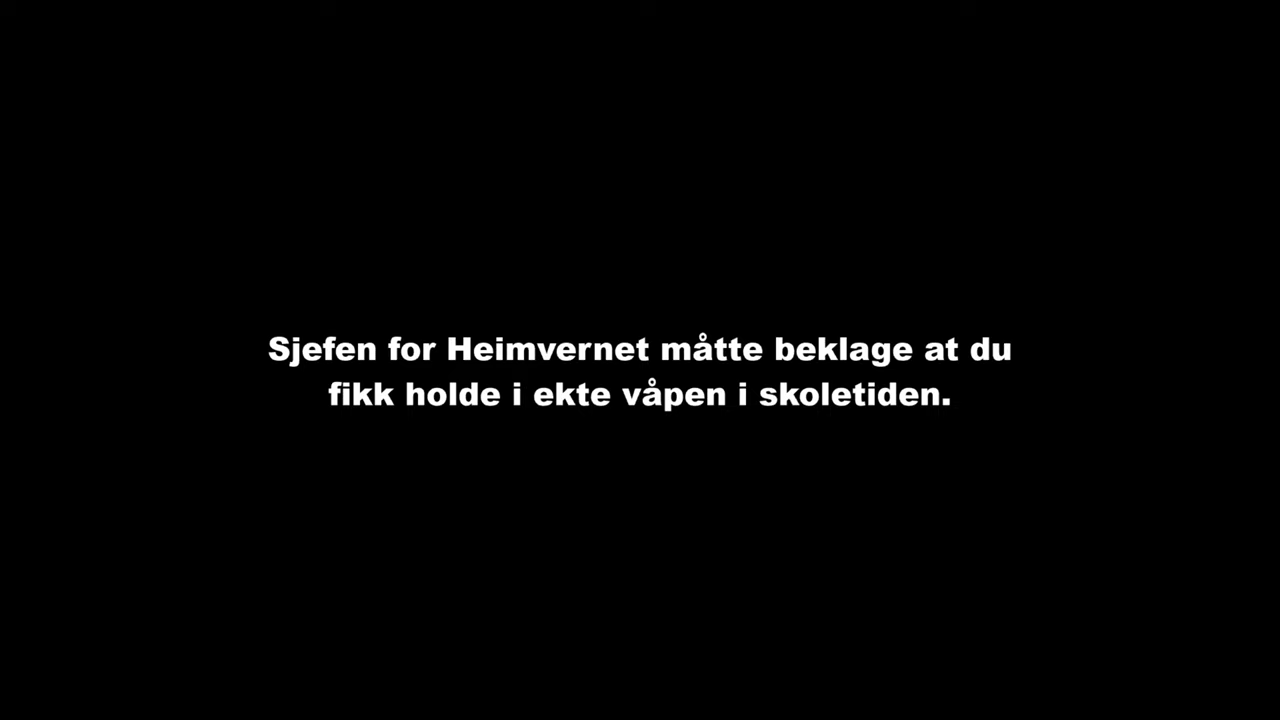 Sjefen for Heimvernet måtte beklage at du
fikk holde i ekte våpen i skoletiden.